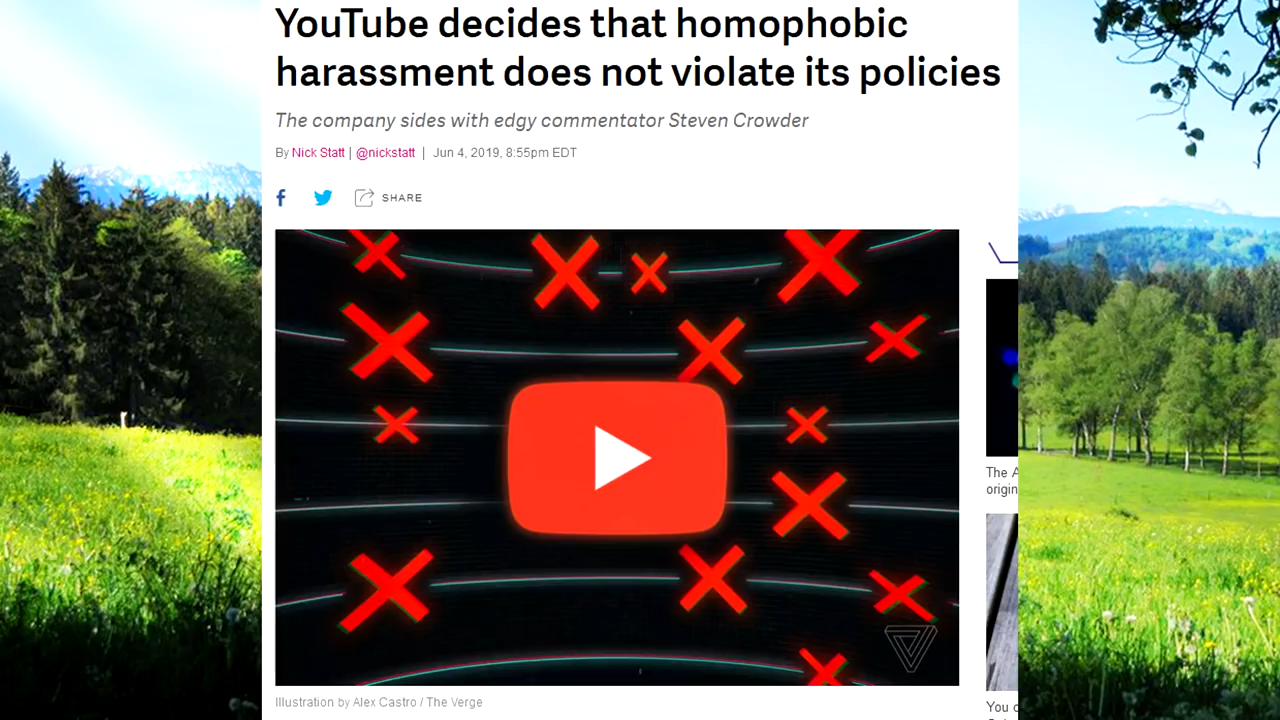 YouTube decides that homophobic
harassment does not violate its policies
The company sides with edgy commentator Steven Crowder
By Nick Statt | @nickstatt | Jun 4, 2019, 8:55pm EDT
SHARE
The
origin
Illustration by Alex Castro / The Verge
You